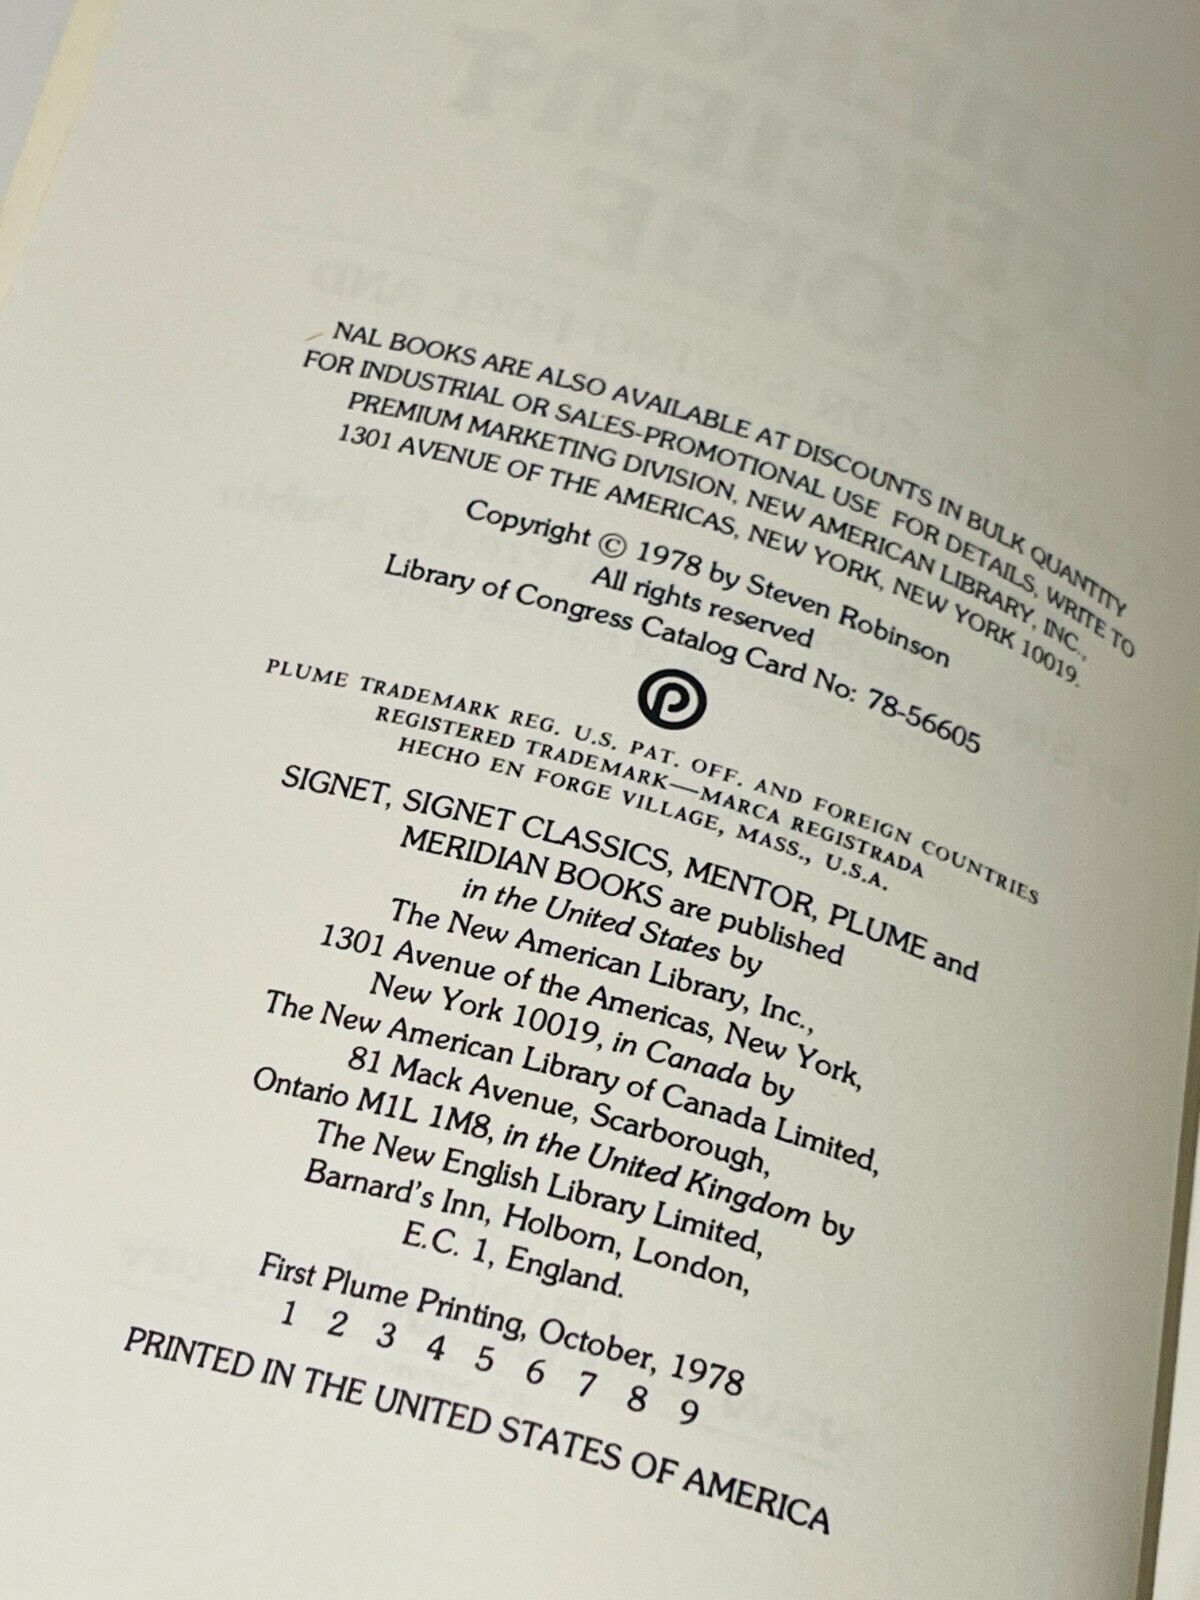 NAL BOOKS ARE ALSO AVAILABLE AT DISCOUNTS IN BULK QUANTITY
FOR INDUSTRIAL OR SALES-PROMOTIONAL USE FOR DETAILS, WRITE TO
PREMIUM MARKETING DIVISION, NEW AMERICAN LIBRARY, INC.,
1301 AVENUE OF THE AMERICAS, NEW YORK, NEW YORK 10019.
Copyright © 1978 by Steven Robinson
All rights reserved
Library of Congress Catalog Card No: 78-56605
P
PLUME TRADEMARK REG. U.S. PAT. OFF. AND FOREIGN COUNTRIES
REGISTERED TRADEMARK—MARCA REGISTRADA
HECHO EN FORGE VILLAGE, MASS., U.S.A.
SIGNET, SIGNET CLASSICS, MENTOR, PLUME and
MERIDIAN BOOKS are published
in the United States by
The New American Library, Inc.,
1301 Avenue of the Americas, New York,
New York 10019, in Canada by
The New American Library of Canada Limited,
81 Mack Avenue, Scarborough,
Ontario M1L 1M8, in the United Kingdom by
The New English Library Limited,
Barnard's Inn, Holborn, London,
E.C. 1, England.
First Plume Printing, October, 1978
1 2 3 4 5 6 7 8 9
PRINTED IN THE UNITED STATES OF AMERICA